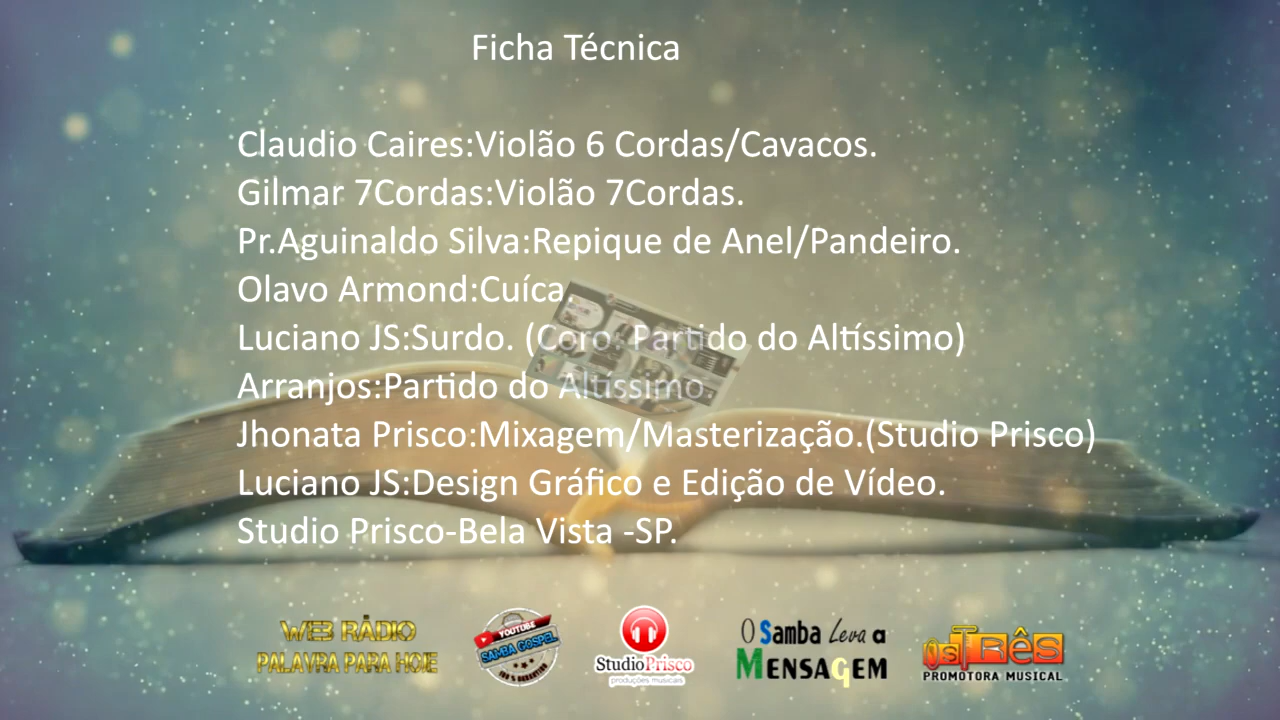 Ficha Técnica
Claudio Caires:Violão 6 Cordas/Cavacos.
Gilmar 7Cordas:Violão 7Cordas.
Pr.Aguinaldo Silva:Repique de Anel/Pandeiro.
Olavo Armond:Cuíca.
Luciano JS:Surdo. (Coro: Partido do Altíssimo)
Arranjos:Partido do Altíssimo.
Jhonata Prisco:Mixagem/Masterização.(Studio Prisco)
Luciano JS:Design Gráfico e Edição de Vídeo.
Studio Prisco-Bela Vista -SP.
WEB RÁDIO
PALAVRA PARA HOJE
YOUTUBE
SAMBA GOSPEL
StudioPrisco
produções musicais
O Samba Leva a
MENSAGEM
Js TRÊS
PROMOTORA MUSICAL